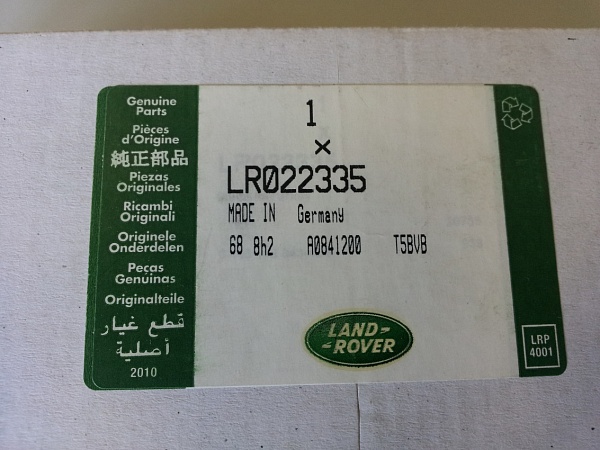 Genuine
Parts
Pièces
d'Origine
純正部品
Piezas
Originales
Ricambi
Originali
Originele
Onderdelen
Peças
Genuinas
Originalteile
قطع غيار
أصلية
2010
1
×
LR022335
MADE IN Germany
68 8h2 A0841200 T5BVB
LAND-
-ROVER
LRP
4001